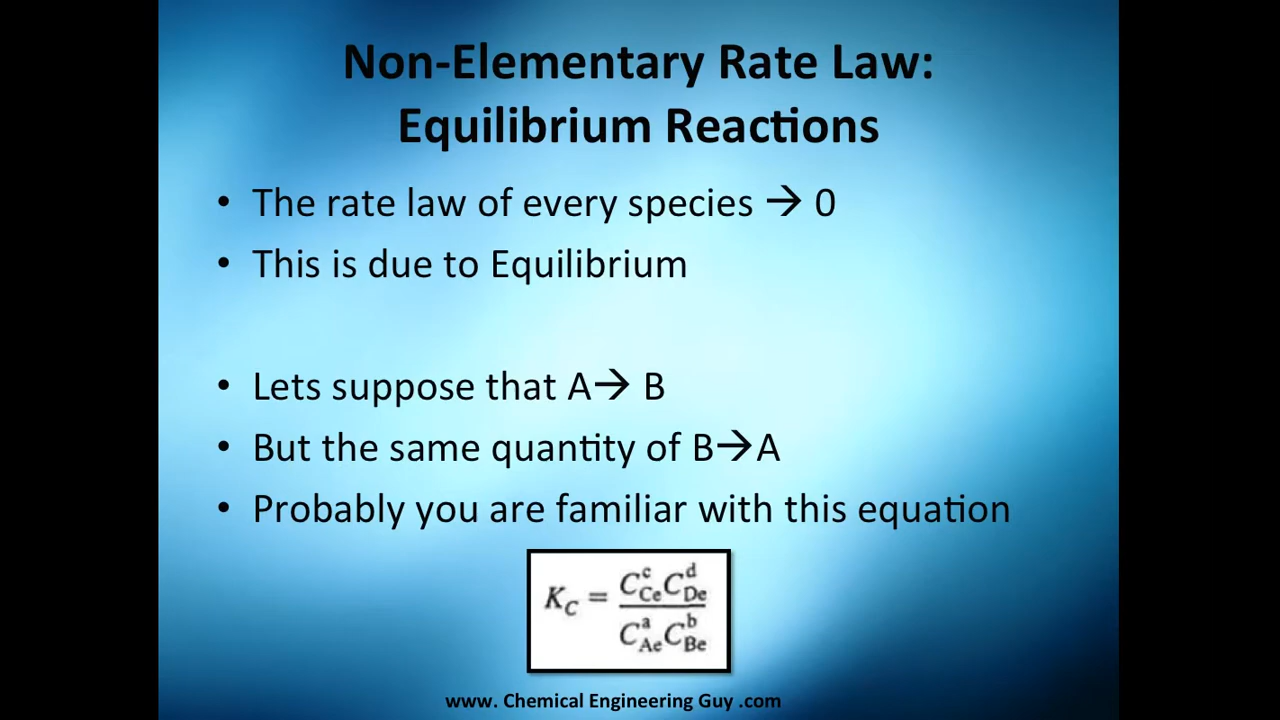 Non-Elementary Rate Law:
Equilibrium Reactions
• The rate law of every species → 0
• This is due to Equilibrium
• Lets suppose that A→ B
• But the same quantity of B→A
• Probably you are familiar with this equation
K_C = C_Ce^c C_De^d / C_Ae^a C_Be^b
www. Chemical Engineering Guy .com